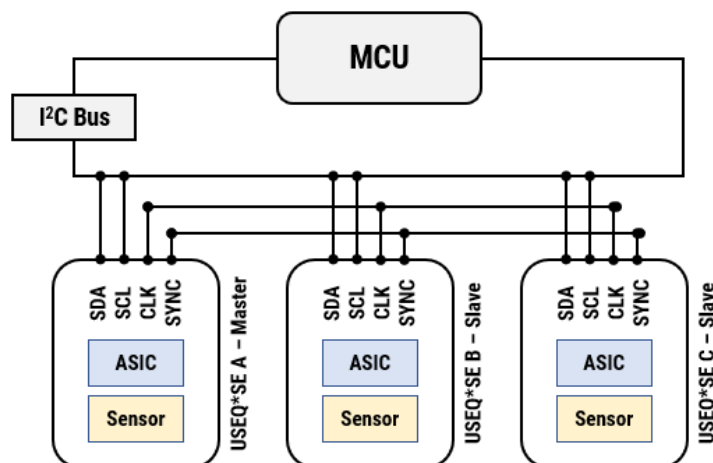 MCU
I²C Bus
SDA
SCL
CLK
SYNC
ASIC
Sensor
USEQ*SE A – Master
SDA
SCL
CLK
SYNC
ASIC
Sensor
USEQ*SE B – Slave
SDA
SCL
CLK
SYNC
ASIC
Sensor
USEQ*SE C – Slave